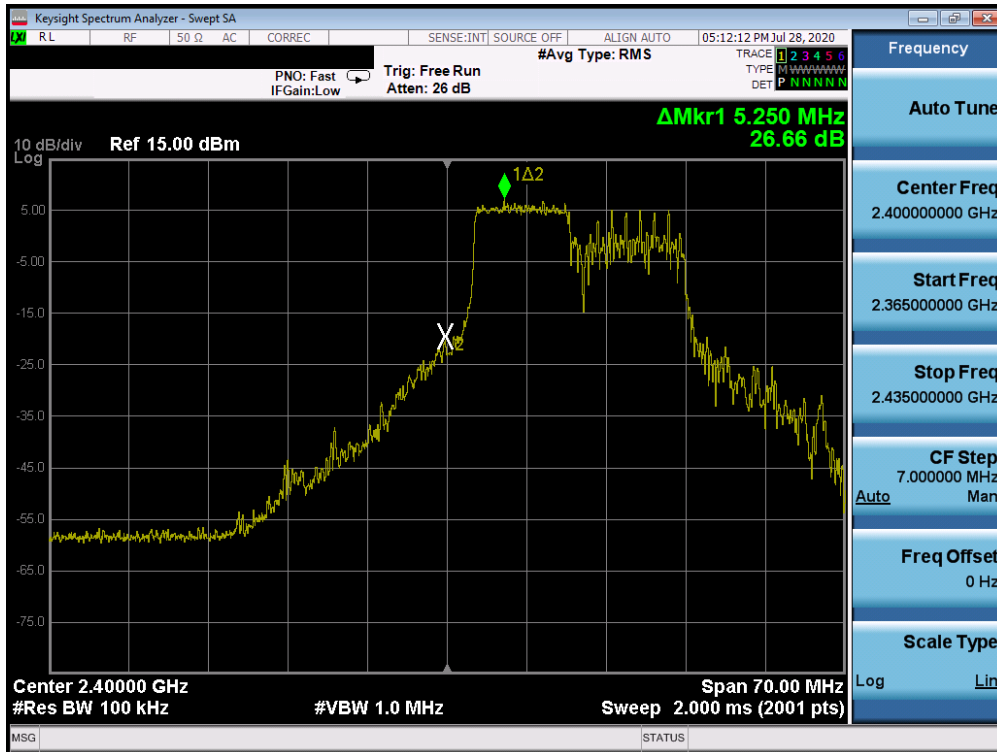 Keysight Spectrum Analyzer - Swept SA
LXI RL RF 50 Ω AC CORREC SENSE:INT SOURCE OFF ALIGN AUTO 05:12:12 PM Jul 28, 2020
#Avg Type: RMS
TRACE 1 2 3 4 5 6
PNO: Fast Trig: Free Run
TYPE M W W W W W
IFGain:Low Atten: 26 dB
DET P N N N N N
ΔMkr1 5.250 MHz
26.66 dB
10 dB/div Ref 15.00 dBm
Log
1Δ2
5.00
-5.00
-15.0
X
-25.0
-35.0
-45.0
-55.0
-65.0
-75.0
Center 2.40000 GHz Span 70.00 MHz
#Res BW 100 kHz #VBW 1.0 MHz Sweep 2.000 ms (2001 pts)
MSG STATUS
Frequency
Auto Tune
Center Freq
2.400000000 GHz
Start Freq
2.365000000 GHz
Stop Freq
2.435000000 GHz
CF Step
7.000000 MHz
Auto Man
Freq Offset
0 Hz
Scale Type
Log Lin